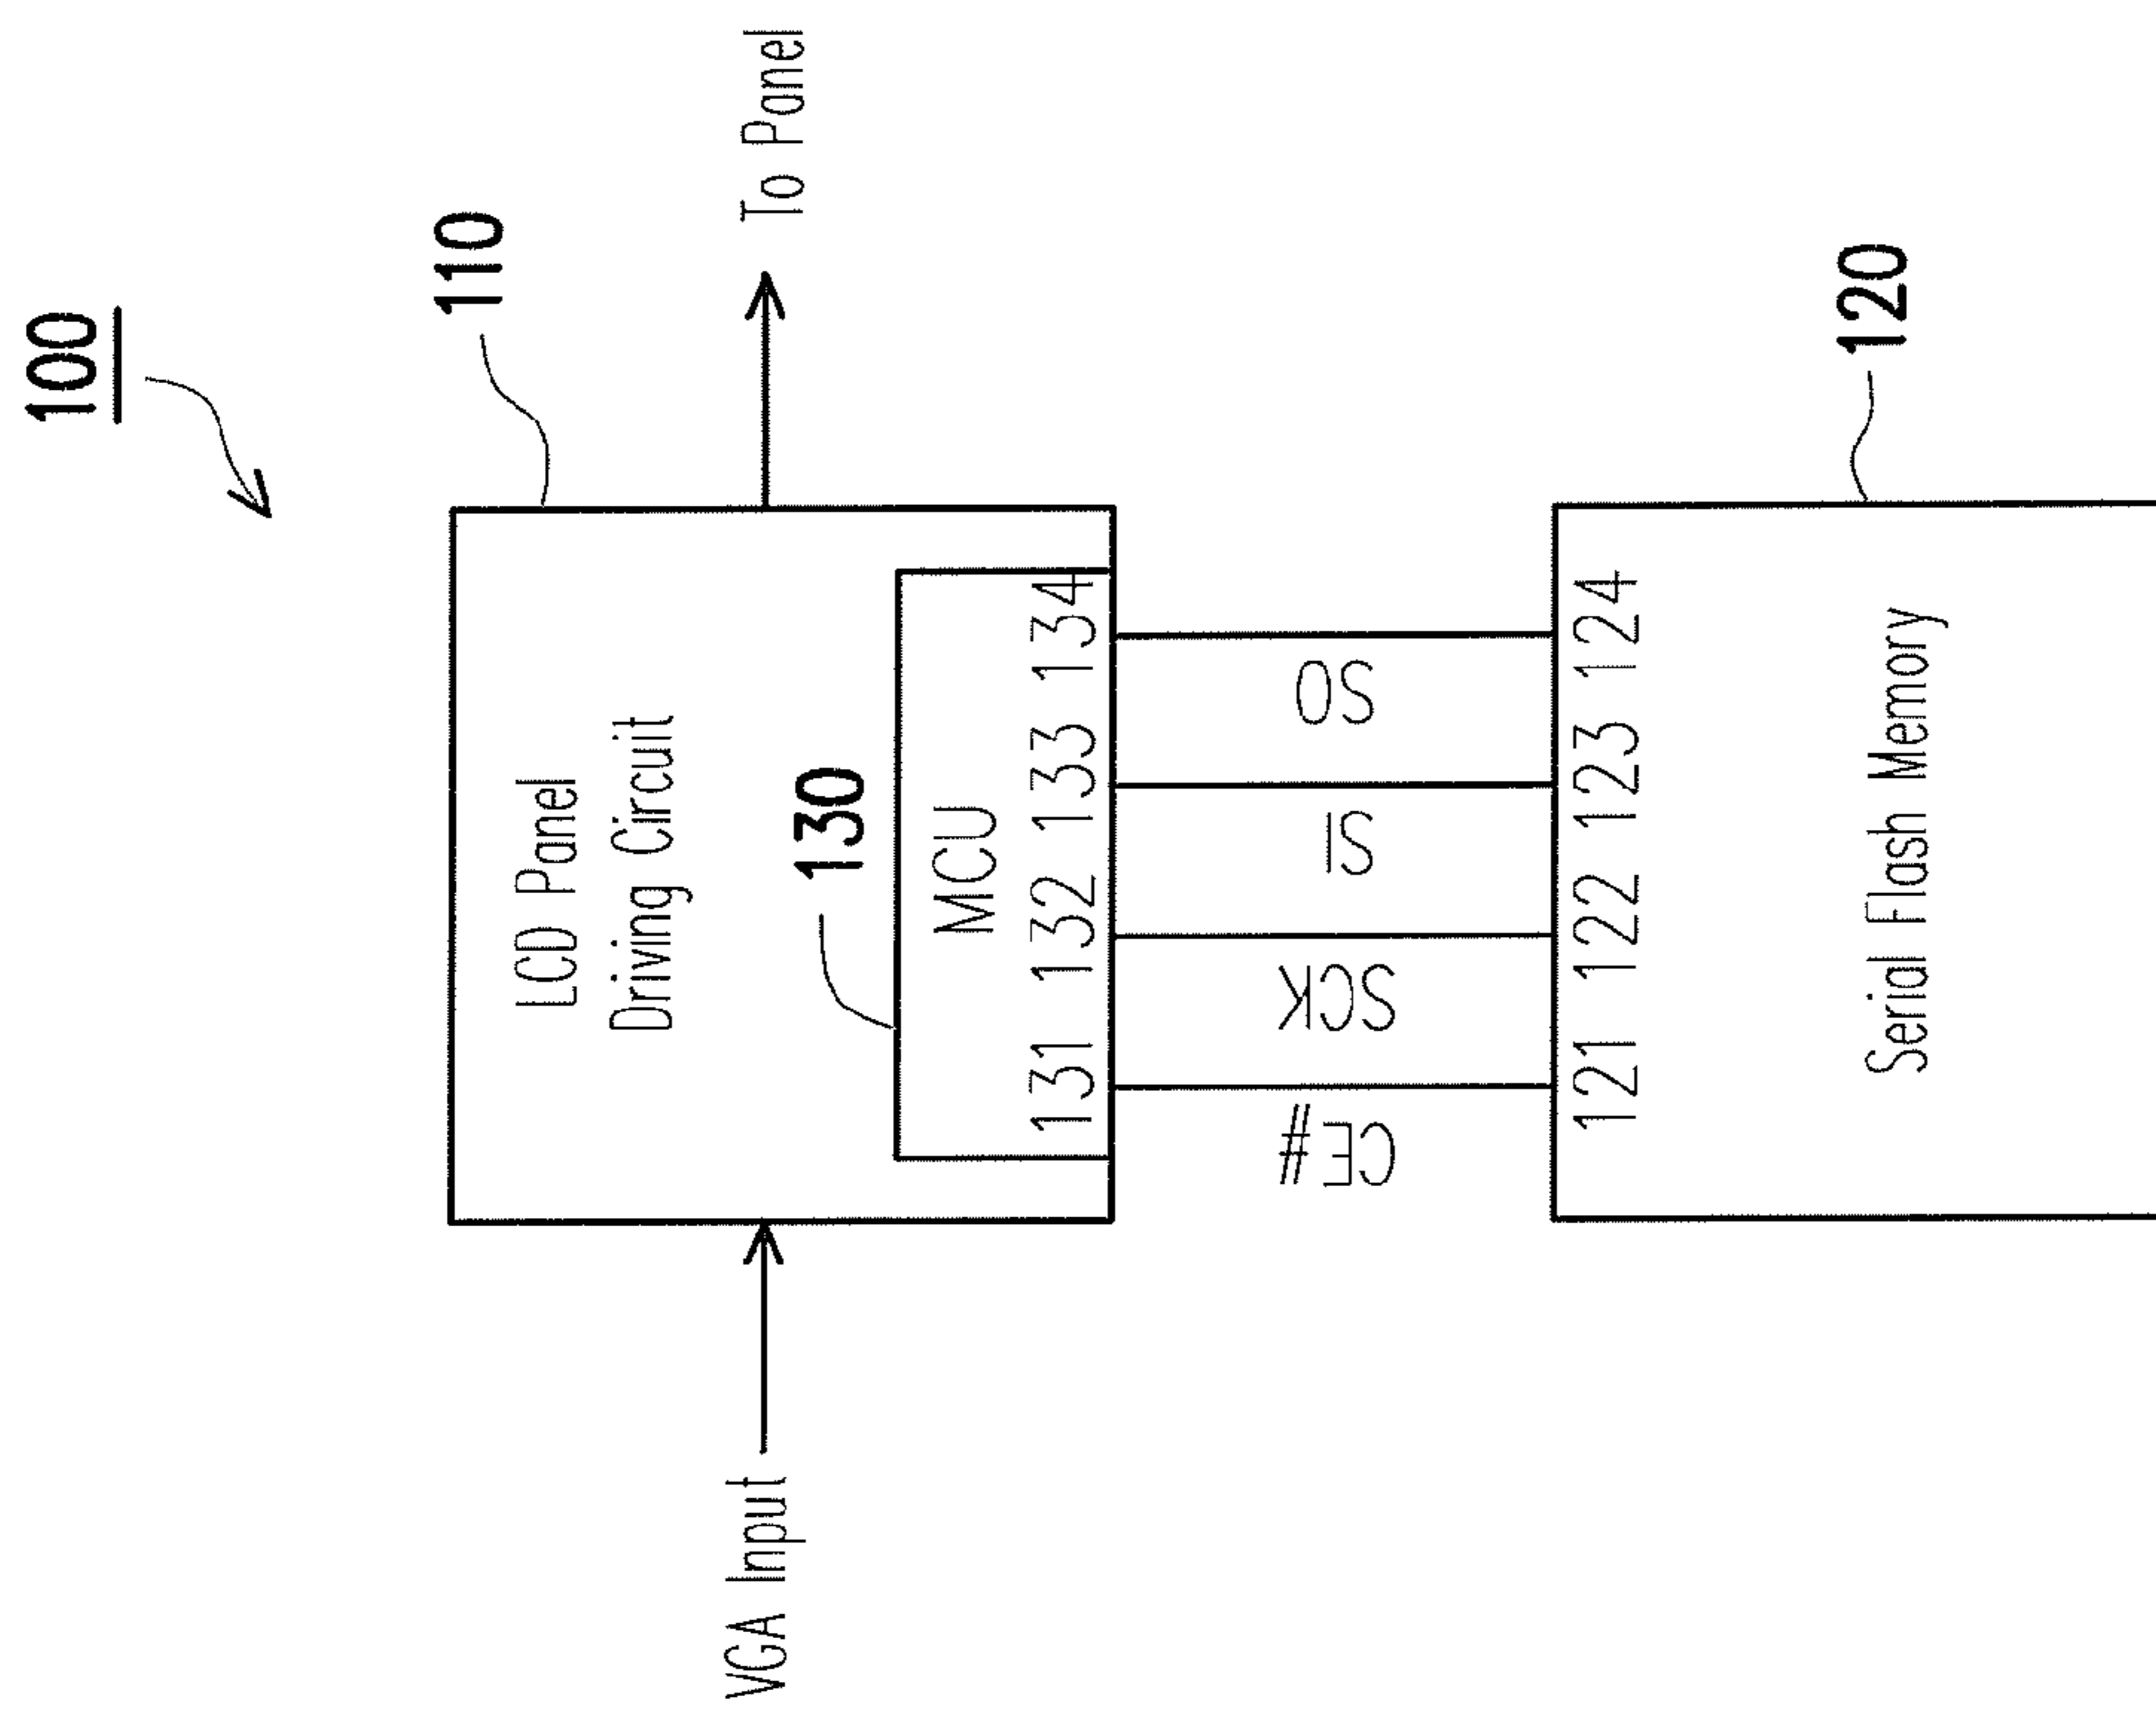 100
110
LCD Panel
Driving Circuit
VGA Input
To Panel
130
MCU
131 132 133 134
CE#
SCK
SI
SO
121 122 123 124
120
Serial Flash Memory